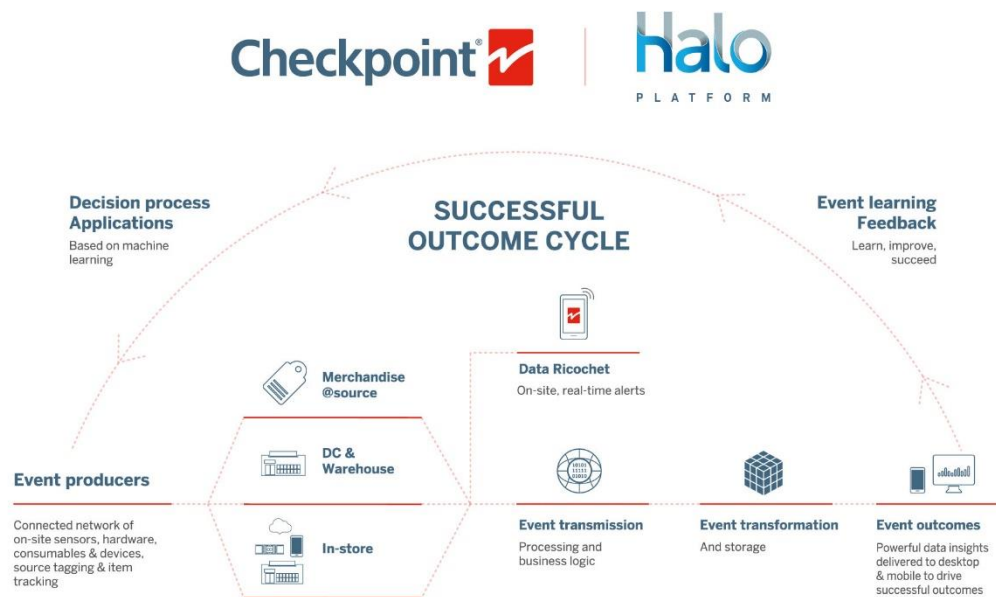 Checkpoint®
Halo
PLATFORM
Decision process
Applications
Based on machine
learning
SUCCESSFUL
OUTCOME CYCLE
Event learning
Feedback
Learn, improve,
succeed
Data Ricochet
On-site, real-time alerts
Merchandise
@source
DC &
Warehouse
In-store
Event producers
Connected network of
on-site sensors, hardware,
consumables & devices,
source tagging & item
tracking
10101
11111
01010
Event transmission
Processing and
business logic
Event transformation
And storage
Event outcomes
Powerful data insights
delivered to desktop
& mobile to drive
successful outcomes